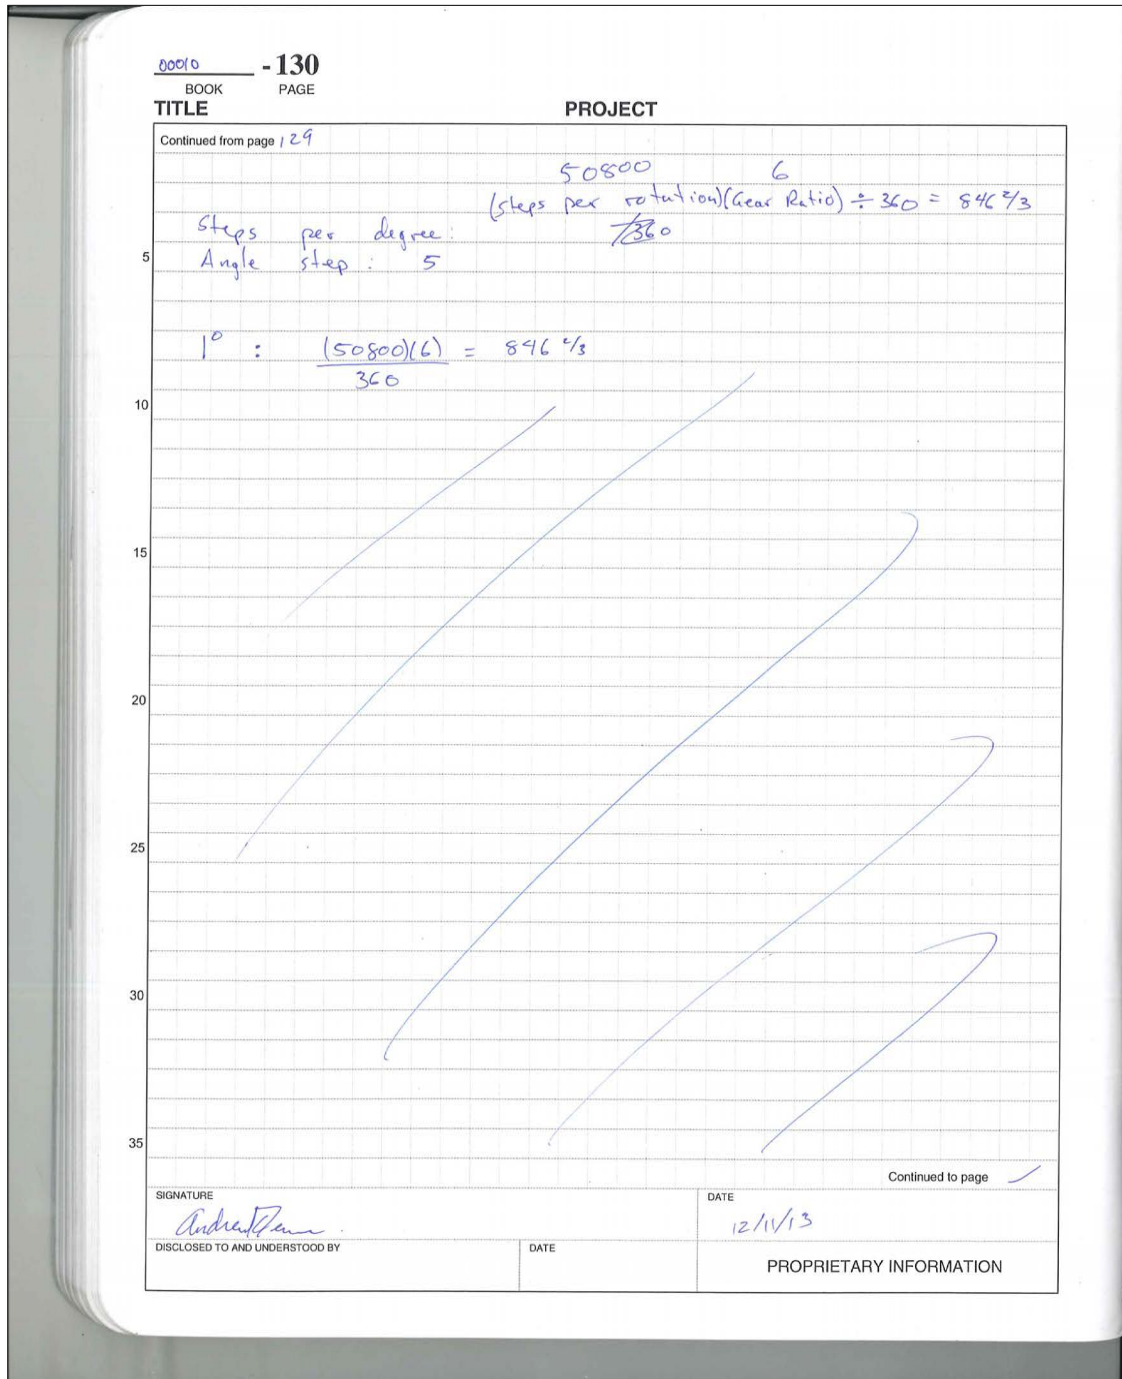 00010 - 130
BOOK PAGE
TITLE PROJECT
Continued from page 129
50800 6
(steps per rotation)(Gear Ratio) ÷ 360 = 846 2/3
Steps per degree:
5
Angle step : 5
1° : (50800)(6) = 846 2/3
360
10
15
20
25
30
35
Continued to page
SIGNATURE DATE
12/11/13
DISCLOSED TO AND UNDERSTOOD BY DATE
PROPRIETARY INFORMATION